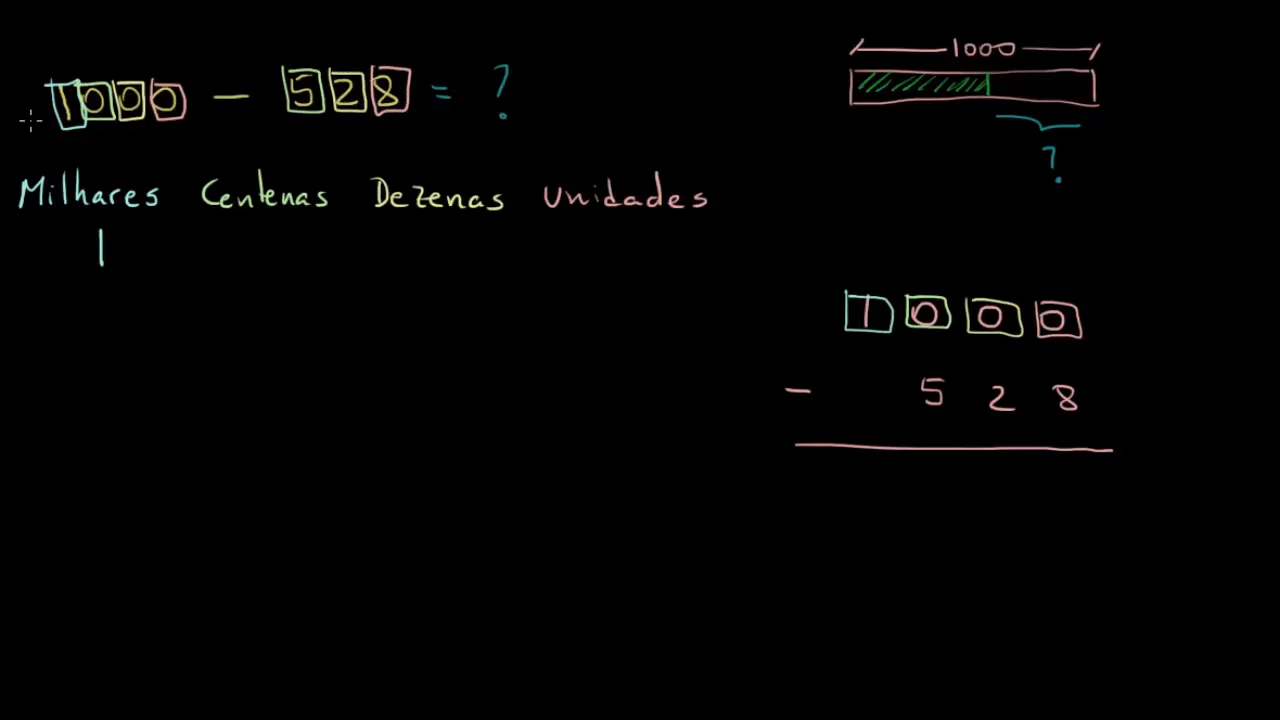 1000 - 528 = ?
1000
?
Milhares Centenas Dezenas Unidades
1
1000
- 528